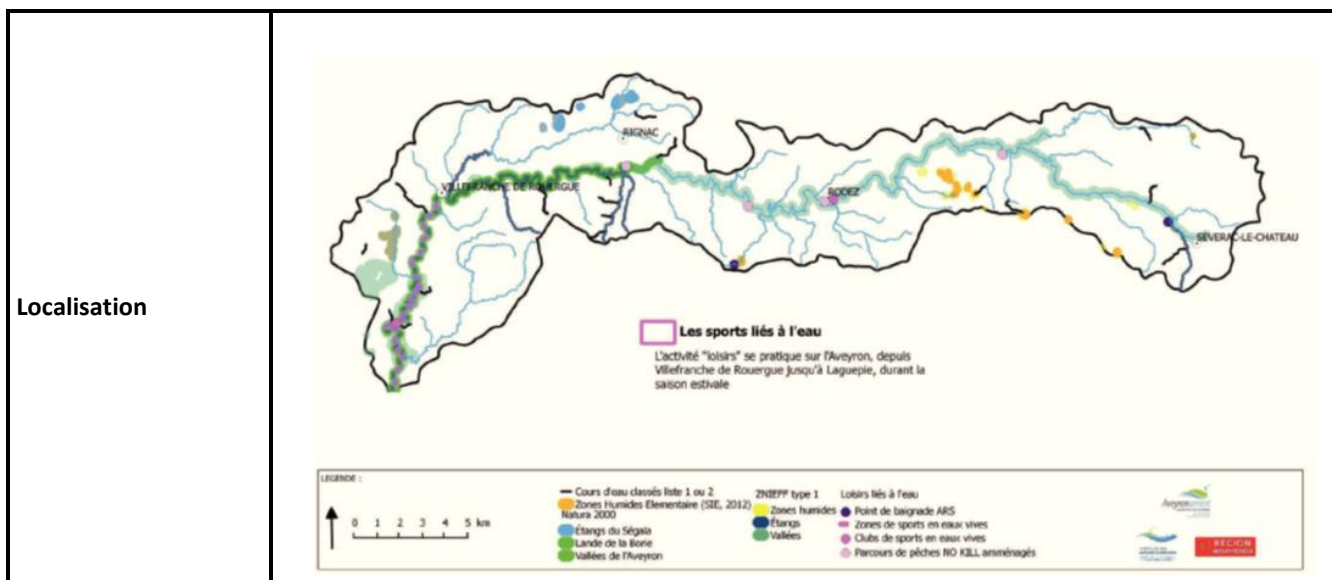 Localisation
RIGNAC
VILLEFRANCHE DE ROUERGUE
RODEZ
SEVERAC-LE-CHATEAU
Les sports liés à l'eau
L'activité "loisirs" se pratique sur l'Aveyron, depuis
Villefranche de Rouergue jusqu'à Laguepie, durant la
saison estivale
LEGENDE :
0 1 2 3 4 5 km
Cours d'eau classés liste 1 ou 2
Zones Humides Elementaire (SIE, 2012)
Natura 2000
Étangs du Ségala
Lande de la Borie
Vallées de l'Aveyron
ZNIEFF type 1
Zones humides
Étangs
Vallées
Loisirs liés à l'eau
Point de baignade ARS
Zones de sports en eaux vives
Clubs de sports en eaux vives
Parcours de pêches NO KILL amménagés
RÉGION